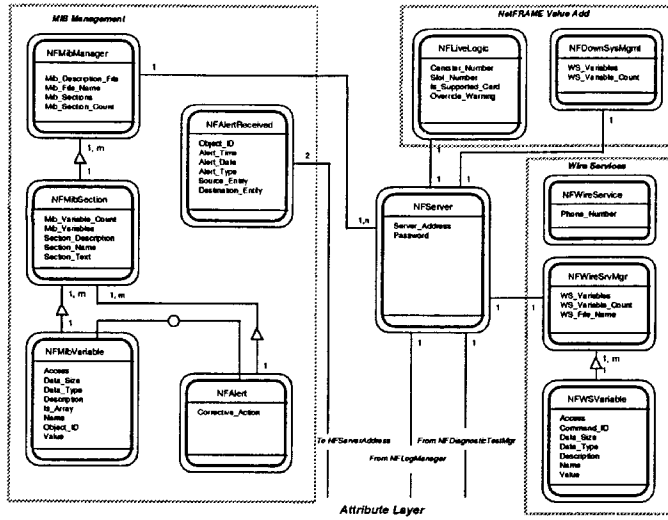 MIB Management
NFMibManager
Mib_Description_File
Mib_File_Name
Mib_Sections
Mib_Section_Count
1
1, m
1
NFAlertReceived
Object_ID
Alert_Time
Alert_Date
Alert_Type
Source_Entity
Destination_Entity
2
NFMibSection
Mib_Variable_Count
Mib_Variables
Section_Description
Section_Name
Section_Text
1, m
1,m
1
1
NFMibVariable
Access
Data_Size
Data_Type
Description
Is_Array
Name
Object_ID
Value
NFAlert
Corrective_Action
NetFRAME Value Add
NFLiveLogic
Canister_Number
Slot_Number
Is_Supported_Card
Override_Warning
NFDownSysMgmt
WS_Variables
WS_Variable_Count
1
1
1
1
1,n
NFServer
Server_Address
Password
1
1
1
1
Wire Services
NFWireService
Phone_Number
NFWireSrvMgr
WS_Variables
WS_Variable_Count
WS_File_Name
1, m
1
NFWSVariable
Access
Command_ID
Data_Size
Data_Type
Description
Name
Value
To NFServerAddress
From NFLogManager
From NFDiagnosticTestMgr
Attribute Layer